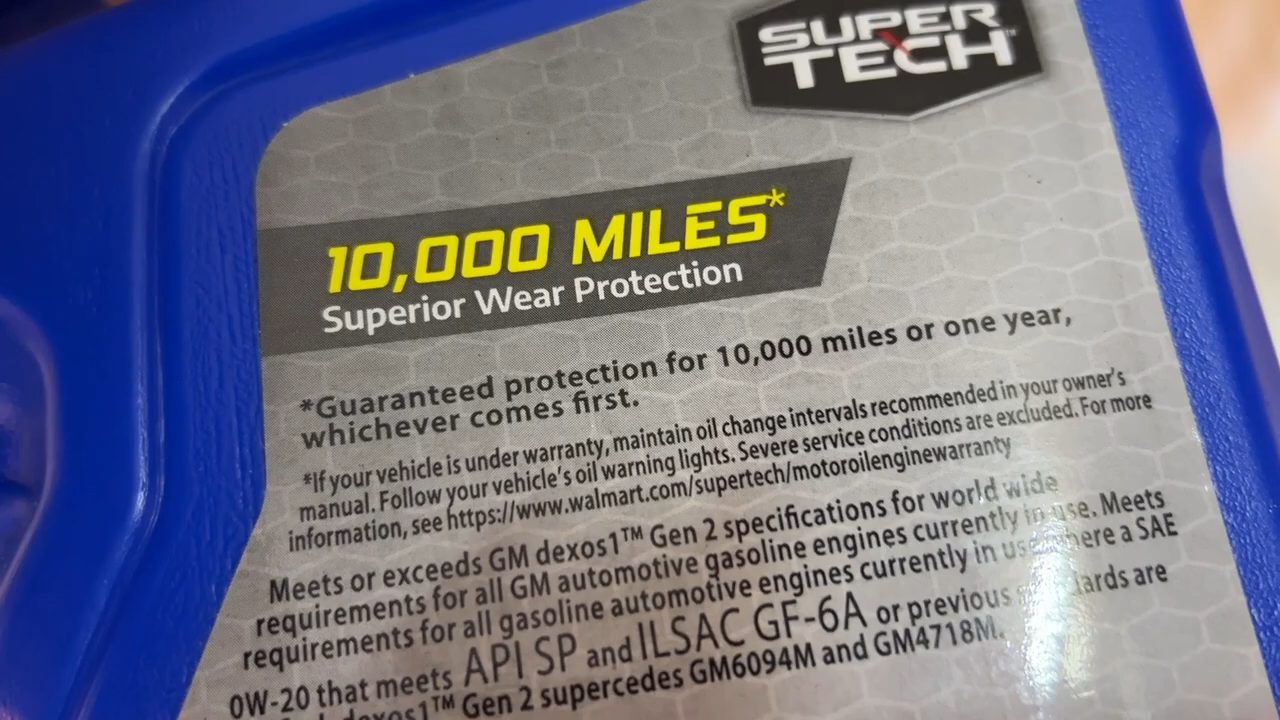 SUPER
TECH™
10,000 MILES*
Superior Wear Protection
*Guaranteed protection for 10,000 miles or one year,
whichever comes first.
*If your vehicle is under warranty, maintain oil change intervals recommended in your owner's
manual. Follow your vehicle's oil warning lights. Severe service conditions are excluded. For more
information, see https://www.walmart.com/supertech/motoroilenginewarranty
Meets or exceeds GM dexos1™ Gen 2 specifications for world wide
requirements for all GM automotive gasoline engines currently in use. Meets
requirements for all gasoline automotive engines currently in use where a SAE
0W-20 that meets API SP and ILSAC GF-6A or previous are
dexos1™ Gen 2 supercedes GM6094M and GM4718M.